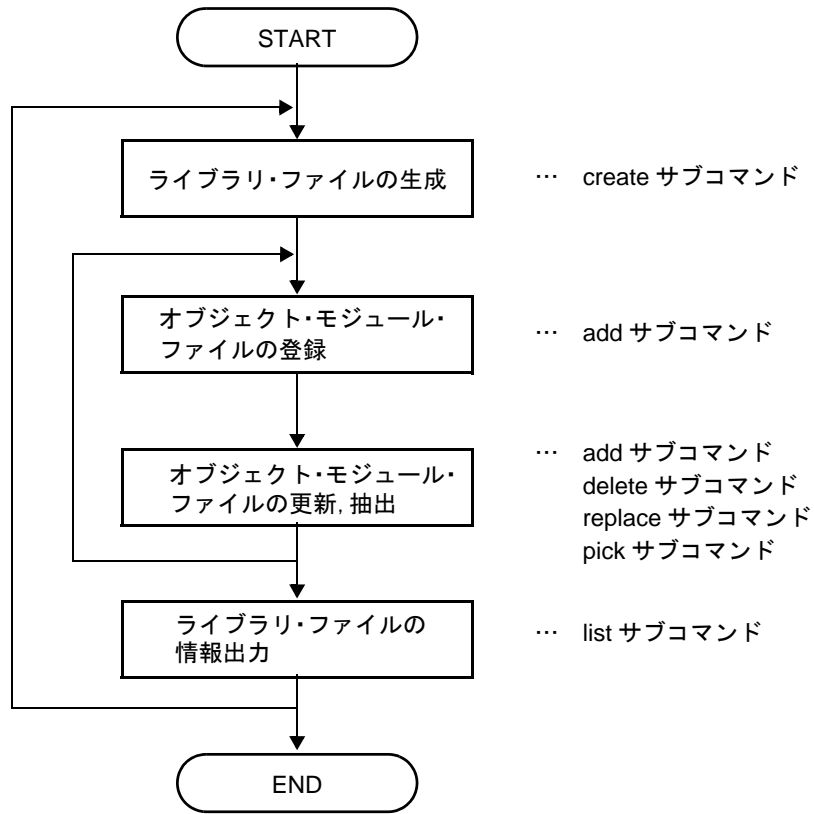 START
ライブラリ・ファイルの生成 … create サブコマンド
オブジェクト・モジュール・
ファイルの登録
… add サブコマンド
オブジェクト・モジュール・
ファイルの更新, 抽出
… add サブコマンド
delete サブコマンド
replace サブコマンド
pick サブコマンド
ライブラリ・ファイルの
情報出力
… list サブコマンド
END